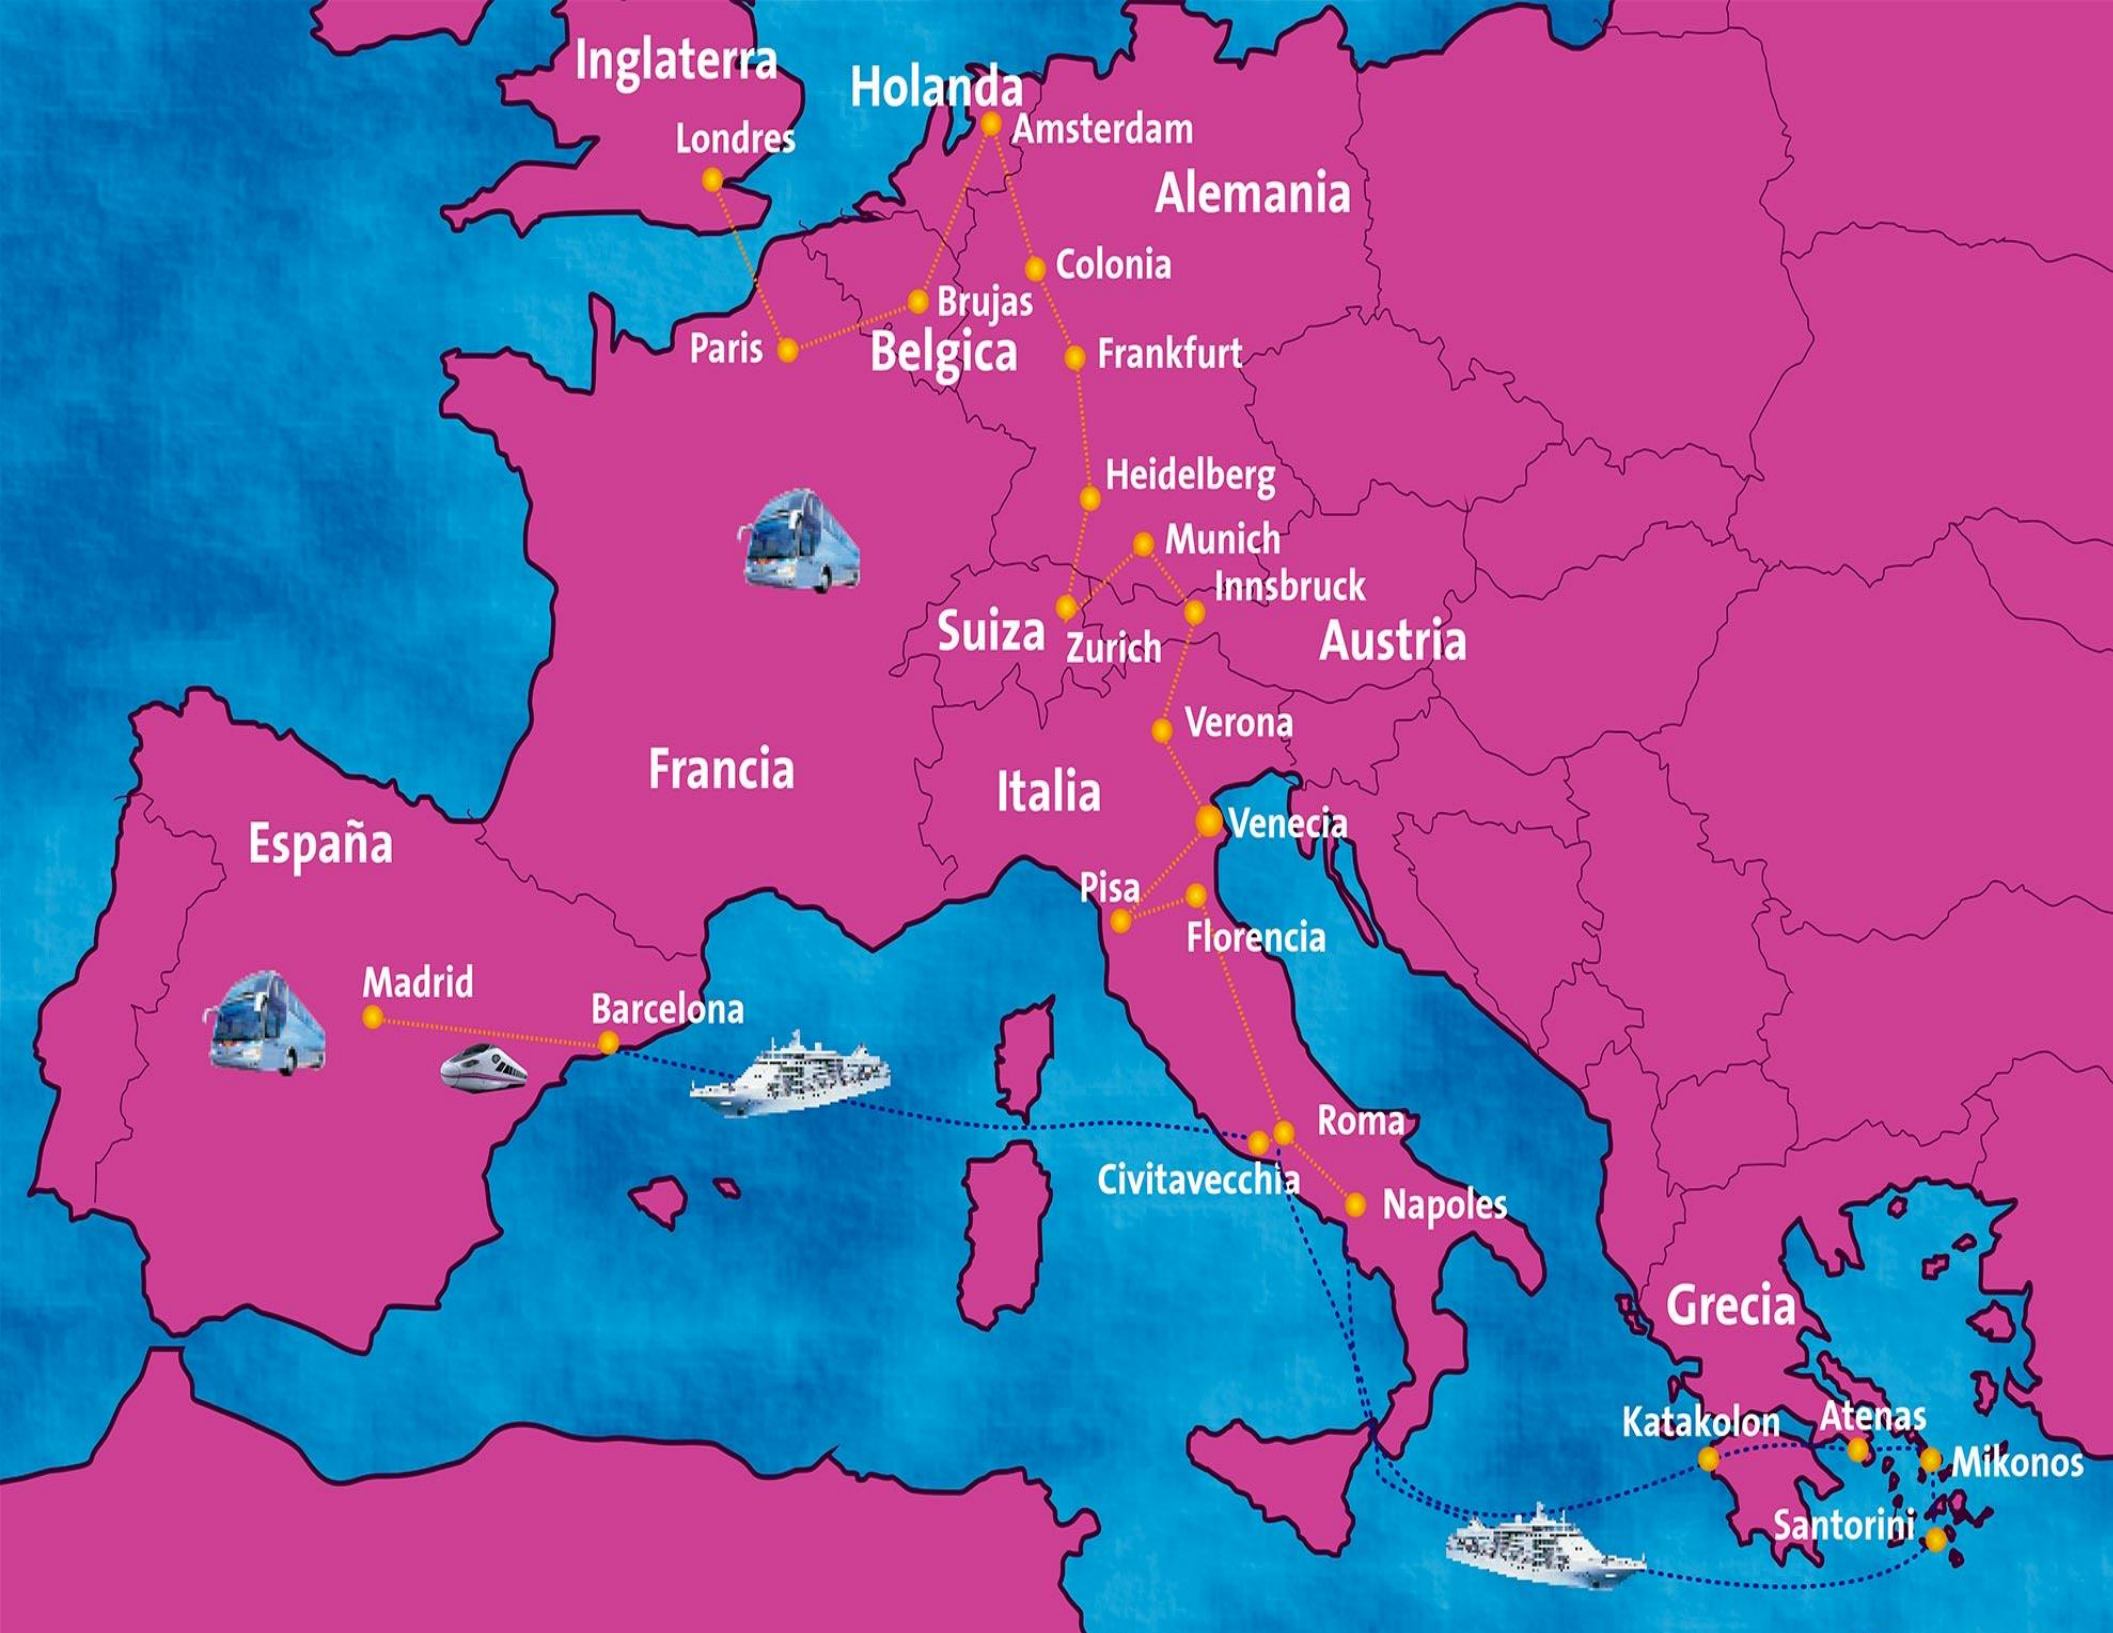 Inglaterra
Holanda
Londres
Amsterdam
Alemania
Colonia
Brujas
Paris
Belgica
Frankfurt
Heidelberg
Munich
Innsbruck
Suiza
Zurich
Austria
Verona
Francia
Italia
Venecia
España
Pisa
Florencia
Madrid
Barcelona
Roma
Civitavecchia
Napoles
Grecia
Katakolon
Atenas
Mikonos
Santorini